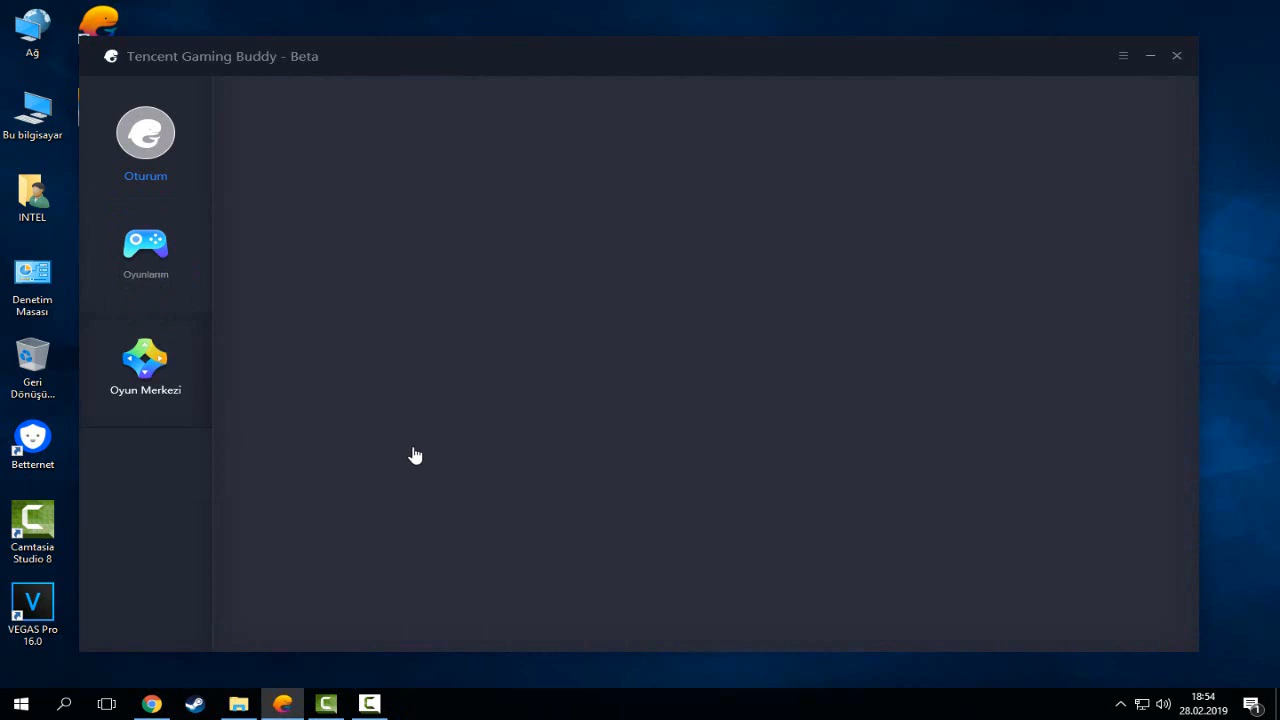 Ağ
Bu bilgisayar
INTEL
Denetim
Masası
Geri
Dönüşü...
Betternet
Camtasia
Studio 8
VEGAS Pro
16.0
Tencent Gaming Buddy - Beta
Oturum
Oyunlarım
Oyun Merkezi
18:54
28.02.2019
1